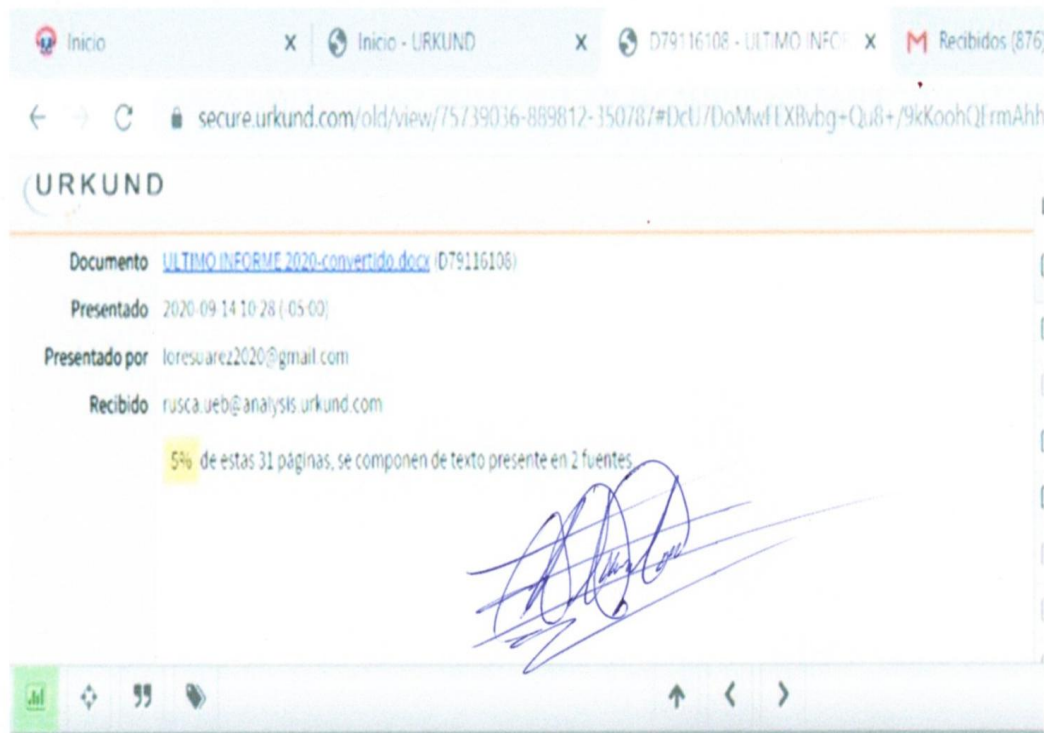 Inicio
Inicio - URKUND
D79116108 - ULTIMO INFO
Recibidos (876)
secure.urkund.com/old/view/75739036-889812-350787#DcU7DoMwFEXBvbg+Qu8+/9kKoohQErmAhh
URKUND
Documento ULTIMO INFORME 2020-convertido.docx (D79116108)
Presentado 2020-09-14 10:28 (-05:00)
Presentado por loresuarez2020@gmail.com
Recibido rusca.ueb@analysis.urkund.com
5% de estas 31 páginas, se componen de texto presente en 2 fuentes.